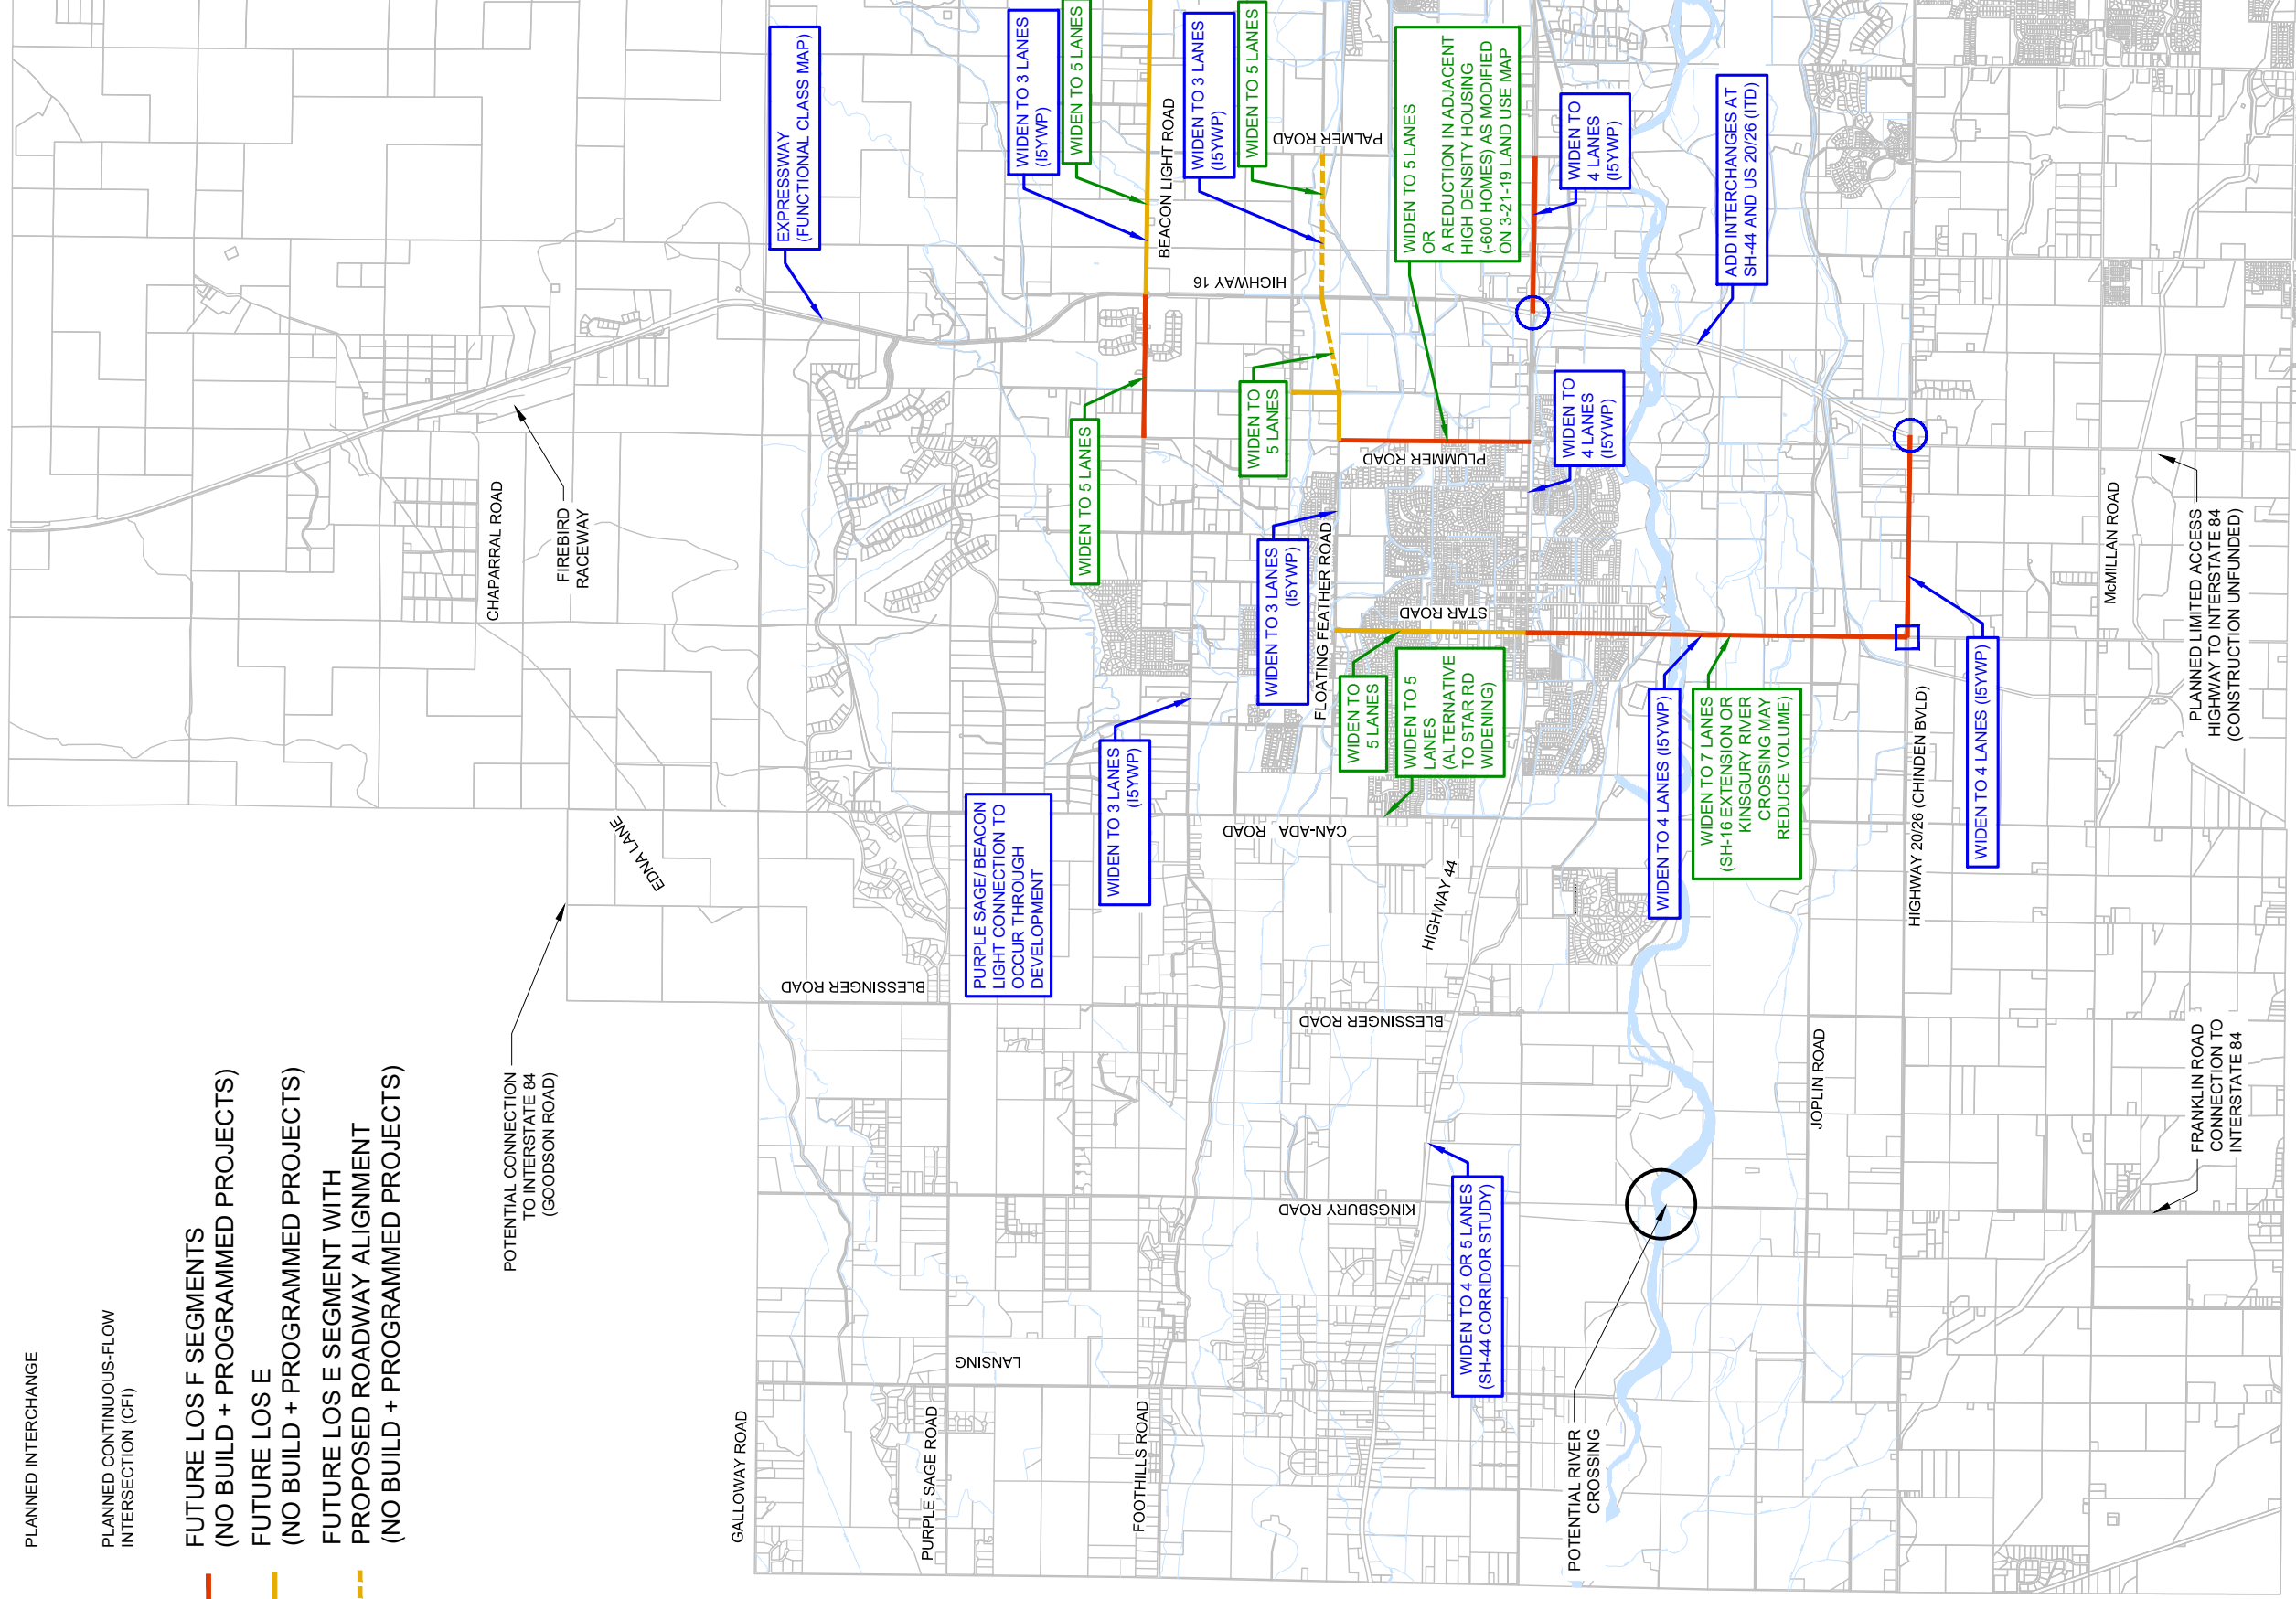 PLANNED INTERCHANGE
PLANNED CONTINUOUS-FLOW
INTERSECTION (CFI)
FUTURE LOS F SEGMENTS
(NO BUILD + PROGRAMMED PROJECTS)
FUTURE LOS E
(NO BUILD + PROGRAMMED PROJECTS)
FUTURE LOS E SEGMENT WITH
PROPOSED ROADWAY ALIGNMENT
(NO BUILD + PROGRAMMED PROJECTS)
POTENTIAL CONNECTION
TO INTERSTATE 84
(GOODSON ROAD)
CHAPARRAL ROAD
FIREBIRD
RACEWAY
EDNA LANE
GALLOWAY ROAD
EXPRESSWAY
(FUNCTIONAL CLASS MAP)
BLESSINGER ROAD
PURPLE SAGE ROAD
LANSING
PURPLE SAGE/ BEACON
LIGHT CONNECTION TO
OCCUR THROUGH
DEVELOPMENT
WIDEN TO 3 LANES
(I5YWP)
WIDEN TO 5 LANES
WIDEN TO 5 LANES
WIDEN TO 3 LANES
(I5YWP)
FOOTHILLS ROAD
BEACON LIGHT ROAD
WIDEN TO 3 LANES
(I5YWP)
WIDEN TO 5 LANES
HIGHWAY 16
PALMER ROAD
WIDEN TO
5 LANES
WIDEN TO 3 LANES
(I5YWP)
FLOATING FEATHER ROAD
CAN-ADA ROAD
KINGSBURY ROAD
BLESSINGER ROAD
WIDEN TO
5 LANES
WIDEN TO 5
LANES
(ALTERNATIVE
TO STAR RD
WIDENING)
STAR ROAD
PLUMMER ROAD
WIDEN TO 5 LANES
OR
A REDUCTION IN ADJACENT
HIGH DENSITY HOUSING
(-600 HOMES) AS MODIFIED
ON 3-21-19 LAND USE MAP
HIGHWAY 44
WIDEN TO 4 OR 5 LANES
(SH-44 CORRIDOR STUDY)
WIDEN TO
4 LANES
(I5YWP)
WIDEN TO
4 LANES
(I5YWP)
POTENTIAL RIVER
CROSSING
WIDEN TO 4 LANES (I5YWP)
WIDEN TO 7 LANES
(SH-16 EXTENSION OR
KINSGURY RIVER
CROSSING MAY
REDUCE VOLUME)
ADD INTERCHANGES AT
SH-44 AND US 20/26 (ITD)
JOPLIN ROAD
HIGHWAY 20/26 (CHINDEN BVLD)
WIDEN TO 4 LANES (I5YWP)
McMILLAN ROAD
PLANNED LIMITED ACCESS
HIGHWAY TO INTERSTATE 84
(CONSTRUCTION UNFUNDED)
FRANKLIN ROAD
CONNECTION TO
INTERSTATE 84